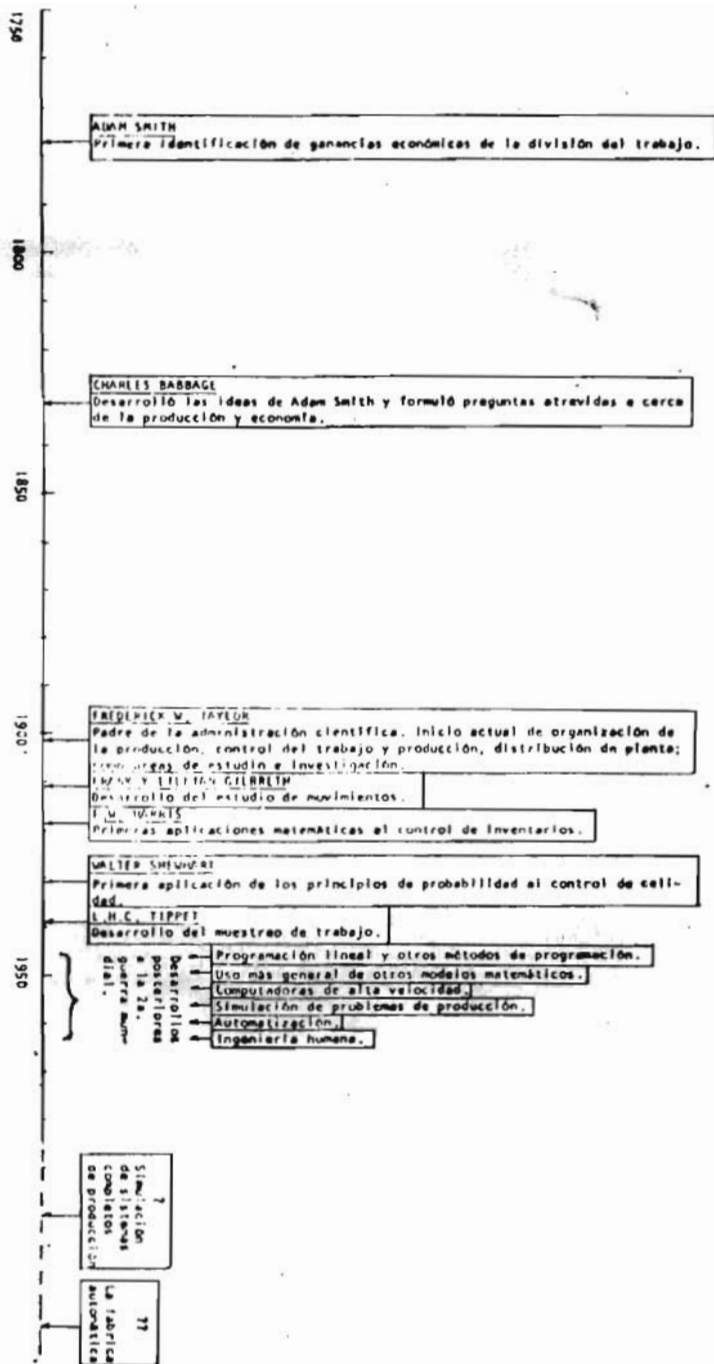 1750
ADAM SMITH
Primera identificación de ganancias económicas de la división del trabajo.
1800
CHARLES BABBAGE
Desarrolló las ideas de Adam Smith y formuló preguntas atrevidas a cerca
de la producción y economía.
1850
FREDERICK W. TAYLOR
Padre de la administración científica. Inicio actual de organización de
la producción, control del trabajo y producción, distribución de planta;
como áreas de estudio e investigación.
1900
FRANK Y LILLIAN GILBRETH
Desarrollo del estudio de movimientos.
F.W. HARRIS
Primeras aplicaciones matemáticas al control de Inventarios.
WALTER SHEWHART
Primera aplicación de los principios de probabilidad al control de cali-
dad.
L.H.C. TIPPET
Desarrollo del muestreo de trabajo.
1950
Desarrollos
posteriores
a la 2a.
guerra mun-
dial.
Programación lineal y otros métodos de programación.
Uso más general de otros modelos matemáticos.
Computadoras de alta velocidad.
Simulación de problemas de producción.
Automatización.
Ingeniería humana.
?
Simulación
de sistemas
completos
de producción
??
La fabrica
automática